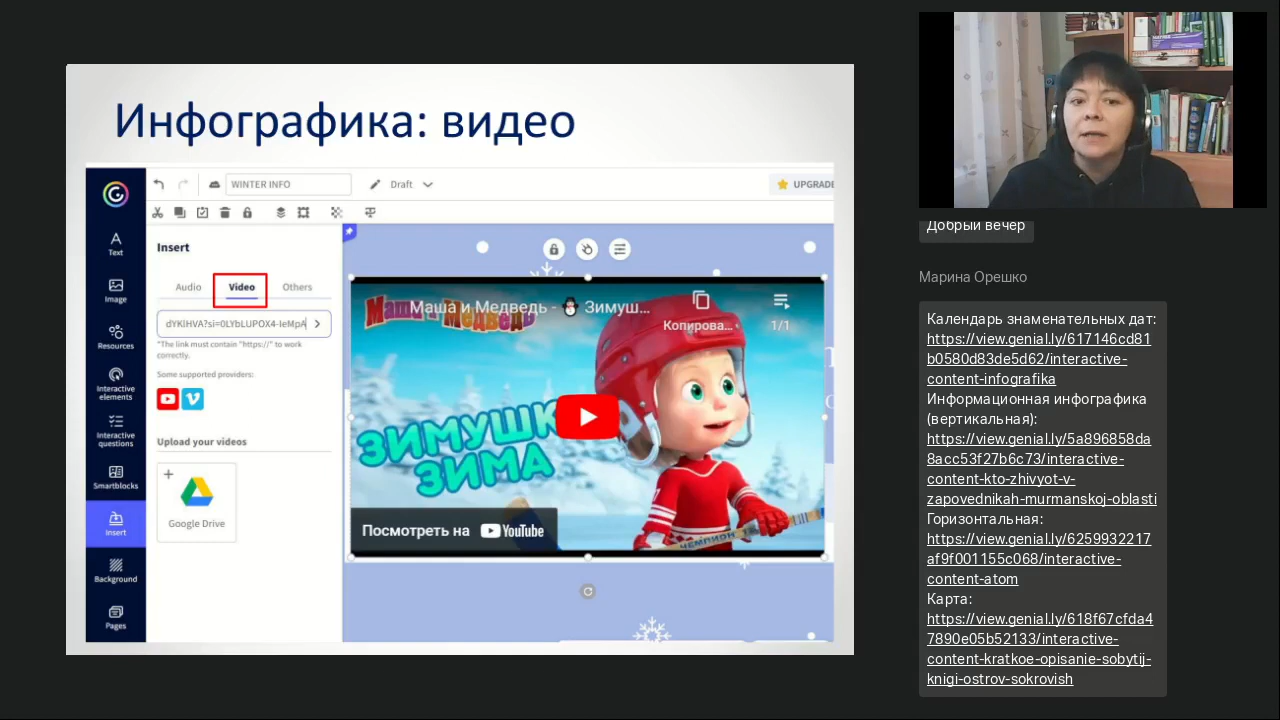 Инфографика: видео
WINTER INFO
Draft
UPGRADE
Text
Image
Resources
Interactive
elements
Interactive
questions
Smartblocks
Insert
Background
Pages
Insert
Audio
Video
Others
dYKIHVA?si=0LYbLUPOX4-IeMpA
*The link must contain "https://" to work
correctly.
Some supported providers:
Upload your videos
Google Drive
Маша и Медведь - ⛄ Зимуш...
Копирова...
1/1
ЗИМУШК
ЗИМА
ЧЕМПИОН
Посмотреть на YouTube
Добрый вечер
Марина Орешко
Календарь знаменательных дат:
https://view.genial.ly/617146cd81
b0580d83de5d62/interactive-
content-infografika
Информационная инфографика
(вертикальная):
https://view.genial.ly/5a896858da
8acc53f27b6c73/interactive-
content-kto-zhivyot-v-
zapovednikah-murmanskoj-oblasti
Горизонтальная:
https://view.genial.ly/6259932217
af9f001155c068/interactive-
content-atom
Карта:
https://view.genial.ly/618f67cfda4
7890e05b52133/interactive-
content-kratkoe-opisanie-sobytij-
knigi-ostrov-sokrovish